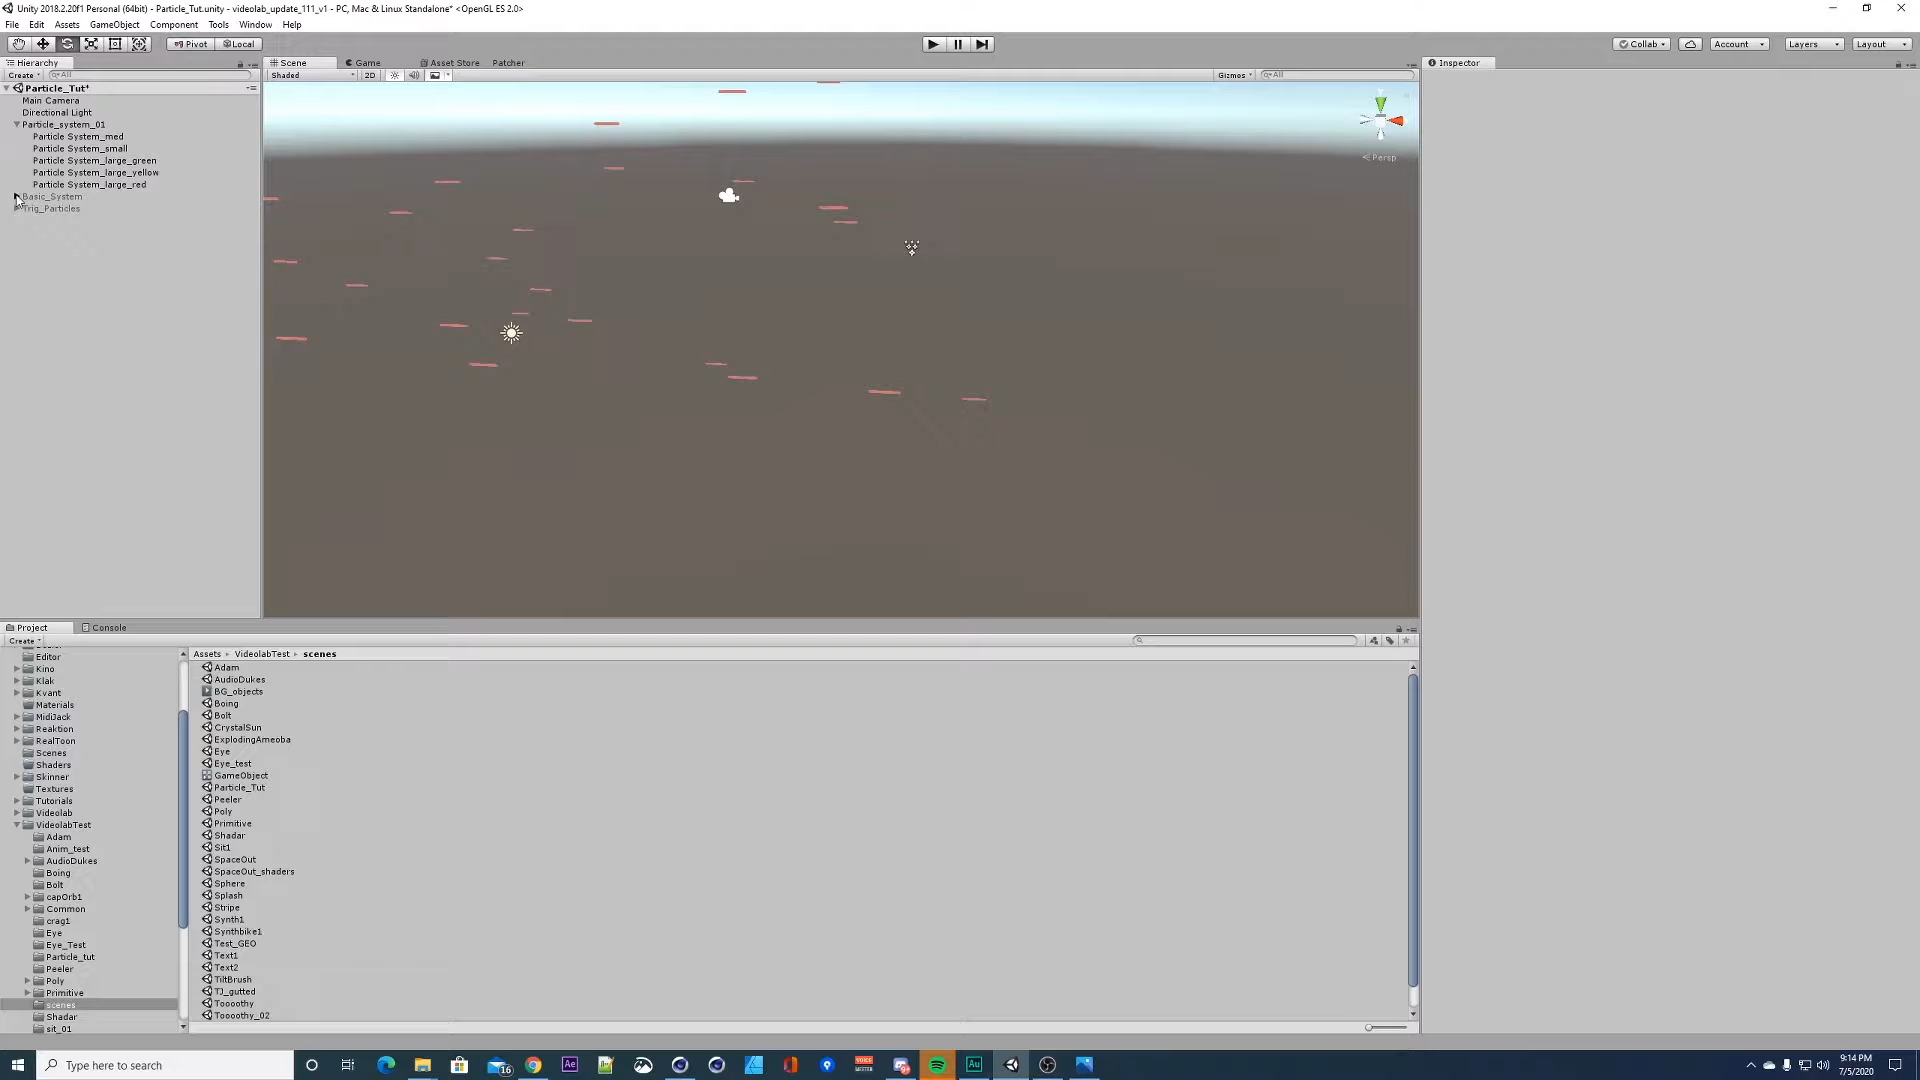 Unity 2018.2.20f1 Personal (64bit) - Particle_Tut.unity - videolab_update_111_v1 - PC, Mac & Linux Standalone* <OpenGL ES 2.0>
File Edit Assets GameObject Component Tools Window Help
Pivot Local Collab Account Layers Layout
Hierarchy Scene Game Asset Store Patcher Inspector
Create All Shaded 2D Gizmos All
Particle_Tut*
Main Camera
Directional Light
Particle_system_01
Particle System_med
Particle System_small
Particle System_large_green
Particle System_large_yellow
Particle System_large_red
Basic_System
Trig_Particles
Persp
Project Console
Create
Assets VideolabTest scenes
Editor
Kino
Klak
Kvant
Materials
MidiJack
Reaktion
RealToon
Scenes
Shaders
Skinner
Textures
Tutorials
Videolab
VideolabTest
Adam
Anim_test
AudioDukes
Boing
Bolt
capOrb1
Common
crag1
Eye
Eye_Test
Particle_tut
Peeler
Poly
Primitive
scenes
Shadar
sit_01
Adam
AudioDukes
BG_objects
Boing
Bolt
CrystalSun
ExplodingAmeoba
Eye
Eye_test
GameObject
Particle_Tut
Peeler
Poly
Primitive
Shadar
Sit1
SpaceOut
SpaceOut_shaders
Sphere
Splash
Stripe
Synth1
Synthbike1
Test_GEO
Text1
Text2
TiltBrush
TJ_gutted
Toooothy
Toooothy_02
Type here to search
16
9:14 PM
7/5/2020